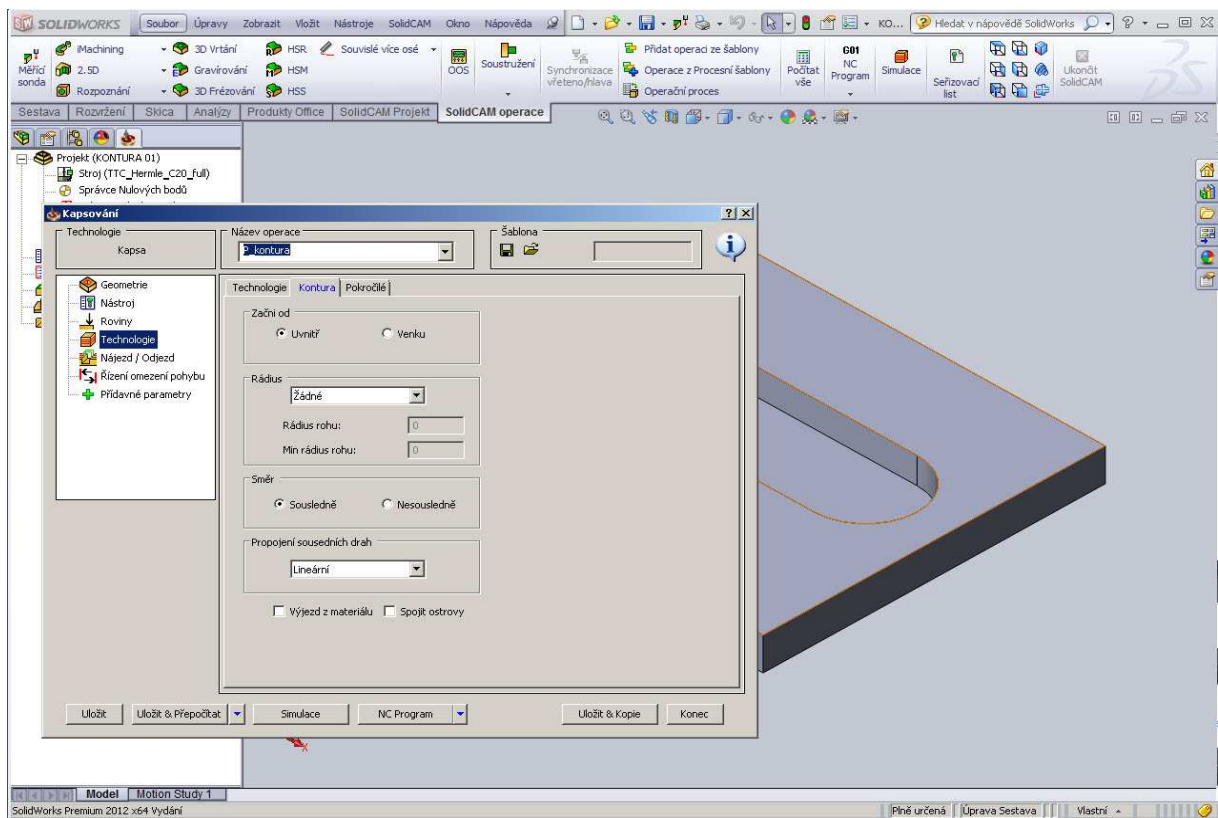 SOLIDWORKS Soubor Úpravy Zobrazit Vložit Nástroje SolidCAM Okno Nápověda KO... Hledat v nápovědě SolidWorks
iMachining 3D Vrtání HSR Souvislé více osé Přidat operaci ze šablony
Měřící sonda 2.5D Gravírování HSM OOS Soustružení Synchronizace vřeteno/hlava Operace z Procesní šablony Počítat vše G01 NC Program Simulace Seřizovací list Ukončit SolidCAM
Rozpoznání 3D Frézování HSS Operační proces
Sestava Rozvržení Skica Analýzy Produkty Office SolidCAM Projekt SolidCAM operace
Projekt (KONTURA 01)
Stroj (TTC_Hermle_C20_full)
Správce Nulových bodů
Kapsování
Technologie Název operace Šablona
Kapsa P_kontura
Geometrie
Nástroj
Roviny
Technologie
Nájezd / Odjezd
Řízení omezení pohybu
Přídavné parametry
Technologie Kontura Pokročilé
Začni od
Uvnitř Venku
Rádius
Žádné
Rádius rohu: 0
Min rádius rohu: 0
Směr
Sousledně Nesousledně
Propojení sousedních drah
Lineární
Výjezd z materiálu Spojit ostrovy
Uložit Uložit & Přepočítat Simulace NC Program Uložit & Kopie Konec
X
Model Motion Study 1
SolidWorks Premium 2012 x64 Vydání Plně určená Úprava Sestava Vlastní